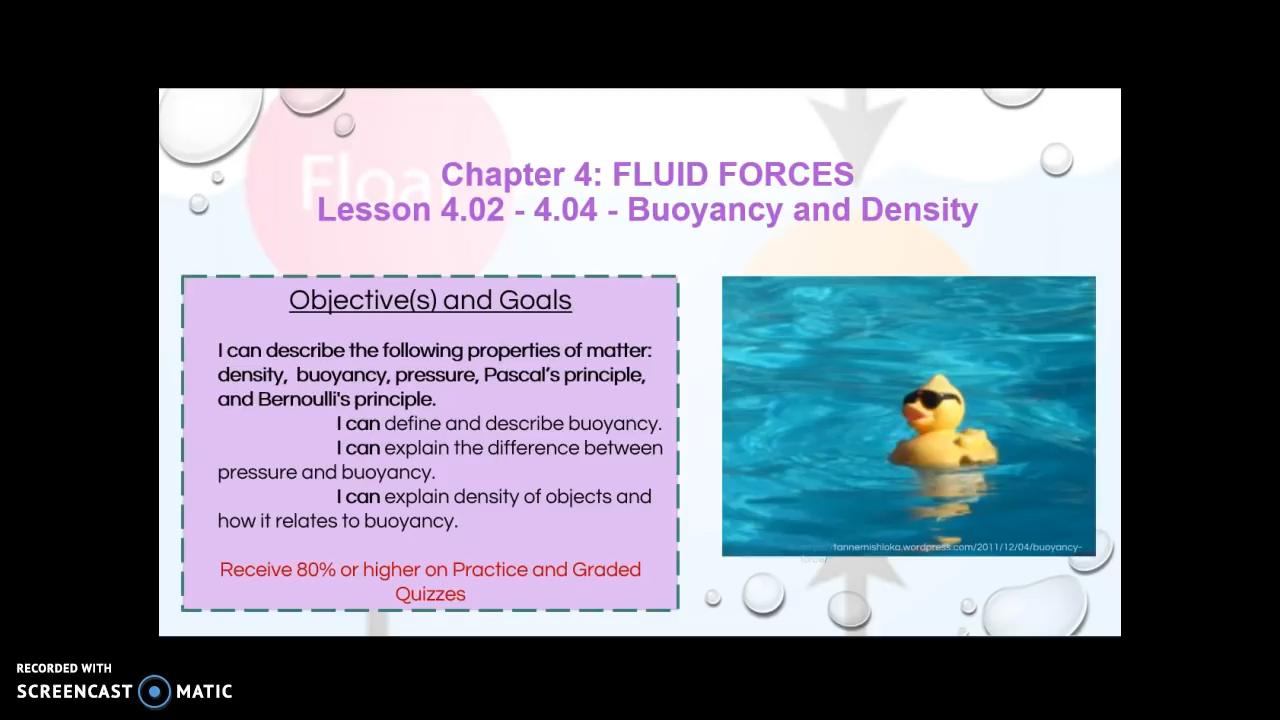 Float
Chapter 4: FLUID FORCES
Lesson 4.02 - 4.04 - Buoyancy and Density
Objective(s) and Goals
I can describe the following properties of matter:
density, buoyancy, pressure, Pascal's principle,
and Bernoulli's principle.
I can define and describe buoyancy.
I can explain the difference between
pressure and buoyancy.
I can explain density of objects and
how it relates to buoyancy.
Receive 80% or higher on Practice and Graded
Quizzes
tannernishloka.wordpress.com/2011/12/04/buoyancy-
force/
RECORDED WITH
SCREENCAST MATIC